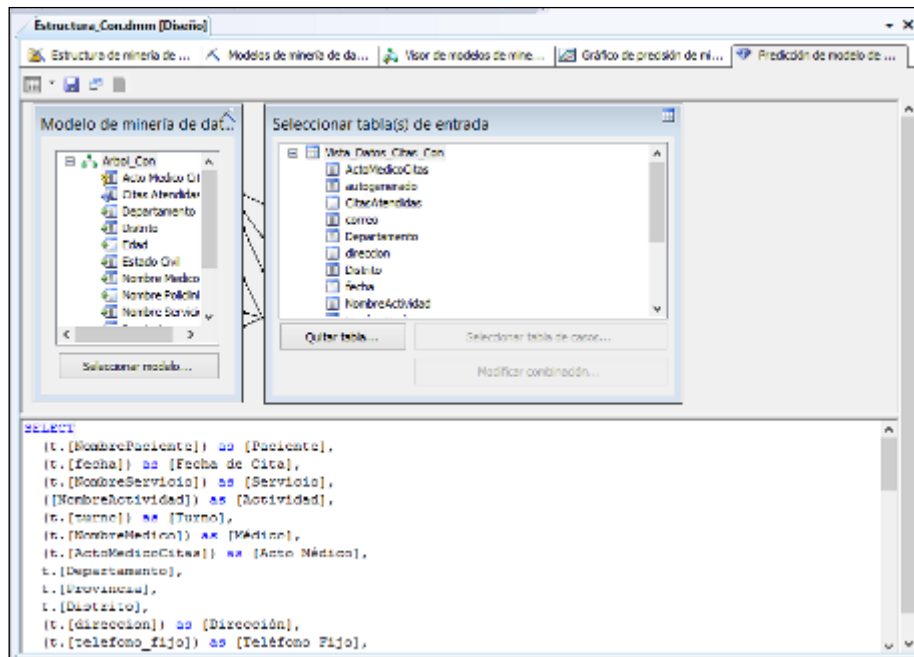 Estructura_Con.dmm [Diseño]
Estructura de minería de ...
Modelos de minería de da...
Visor de modelos de mine...
Gráfico de precisión de mi...
Predicción de modelo de ...
Modelo de minería de dat...
Arbol_Con
Acto Medico Cit
Citas Atendidas
Departamento
Distrito
Edad
Estado Civil
Nombre Medico
Nombre Policlini
Nombre Servicio
Seleccionar modelo...
Seleccionar tabla(s) de entrada
Vista_Datos_Citas_Con
ActoMedicoCitas
autogenerado
CitasAtendidas
correo
Departamento
direccion
Distrito
fecha
NombreActividad
Quitar tabla...
Seleccionar tabla de casos...
Modificar combinación...
SELECT
(t.[NombrePaciente]) as [Paciente],
(t.[fecha]) as [Fecha de Cita],
(t.[NombreServicio]) as [Servicio],
([NombreActividad]) as [Actividad],
(t.[turno]) as [Turno],
(t.[NombreMedico]) as [Médico],
(t.[ActoMedicoCitas]) as [Acto Médico],
t.[Departamento],
t.[Provincia],
t.[Distrito],
(t.[direccion]) as [Dirección],
(t.[telefono_fijo]) as [Teléfono Fijo],